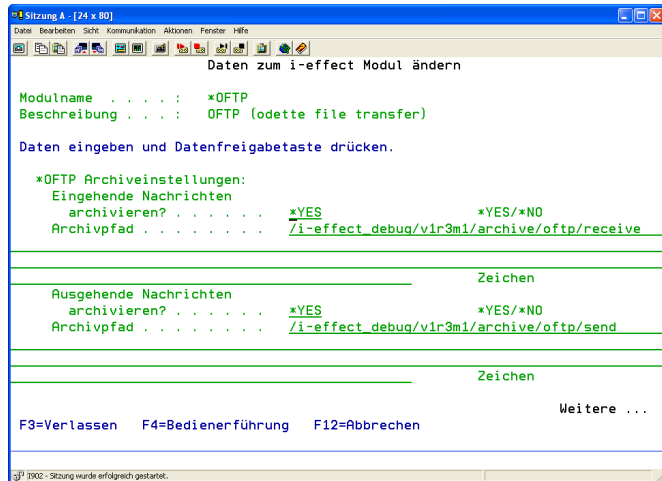 Sitzung A - [24 x 80]
Datei Bearbeiten Sicht Kommunikation Aktionen Fenster Hilfe
Daten zum i-effect Modul ändern
Modulname . . . . : *OFTP
Beschreibung . . . : OFTP (odette file transfer)
Daten eingeben und Datenfreigabetaste drücken.
*OFTP Archiveinstellungen:
Eingehende Nachrichten
archivieren? . . . . . . *YES *YES/*NO
Archivpfad . . . . . . . . /i-effect_debug/v1r3m1/archive/oftp/receive
Zeichen
Ausgehende Nachrichten
archivieren? . . . . . . *YES *YES/*NO
Archivpfad . . . . . . . . /i-effect_debug/v1r3m1/archive/oftp/send
Zeichen
Weitere ...
F3=Verlassen F4=Bedienerführung F12=Abbrechen
I902 - Sitzung wurde erfolgreich gestartet.